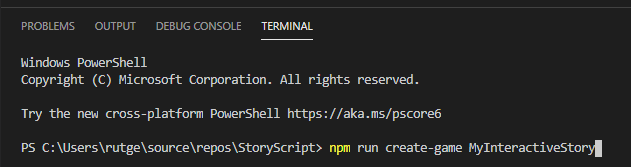 PROBLEMS OUTPUT DEBUG CONSOLE TERMINAL
Windows PowerShell
Copyright (C) Microsoft Corporation. All rights reserved.
Try the new cross-platform PowerShell https://aka.ms/pscore6
PS C:\Users\rutge\source\repos\StoryScript> npm run create-game MyInteractiveStory